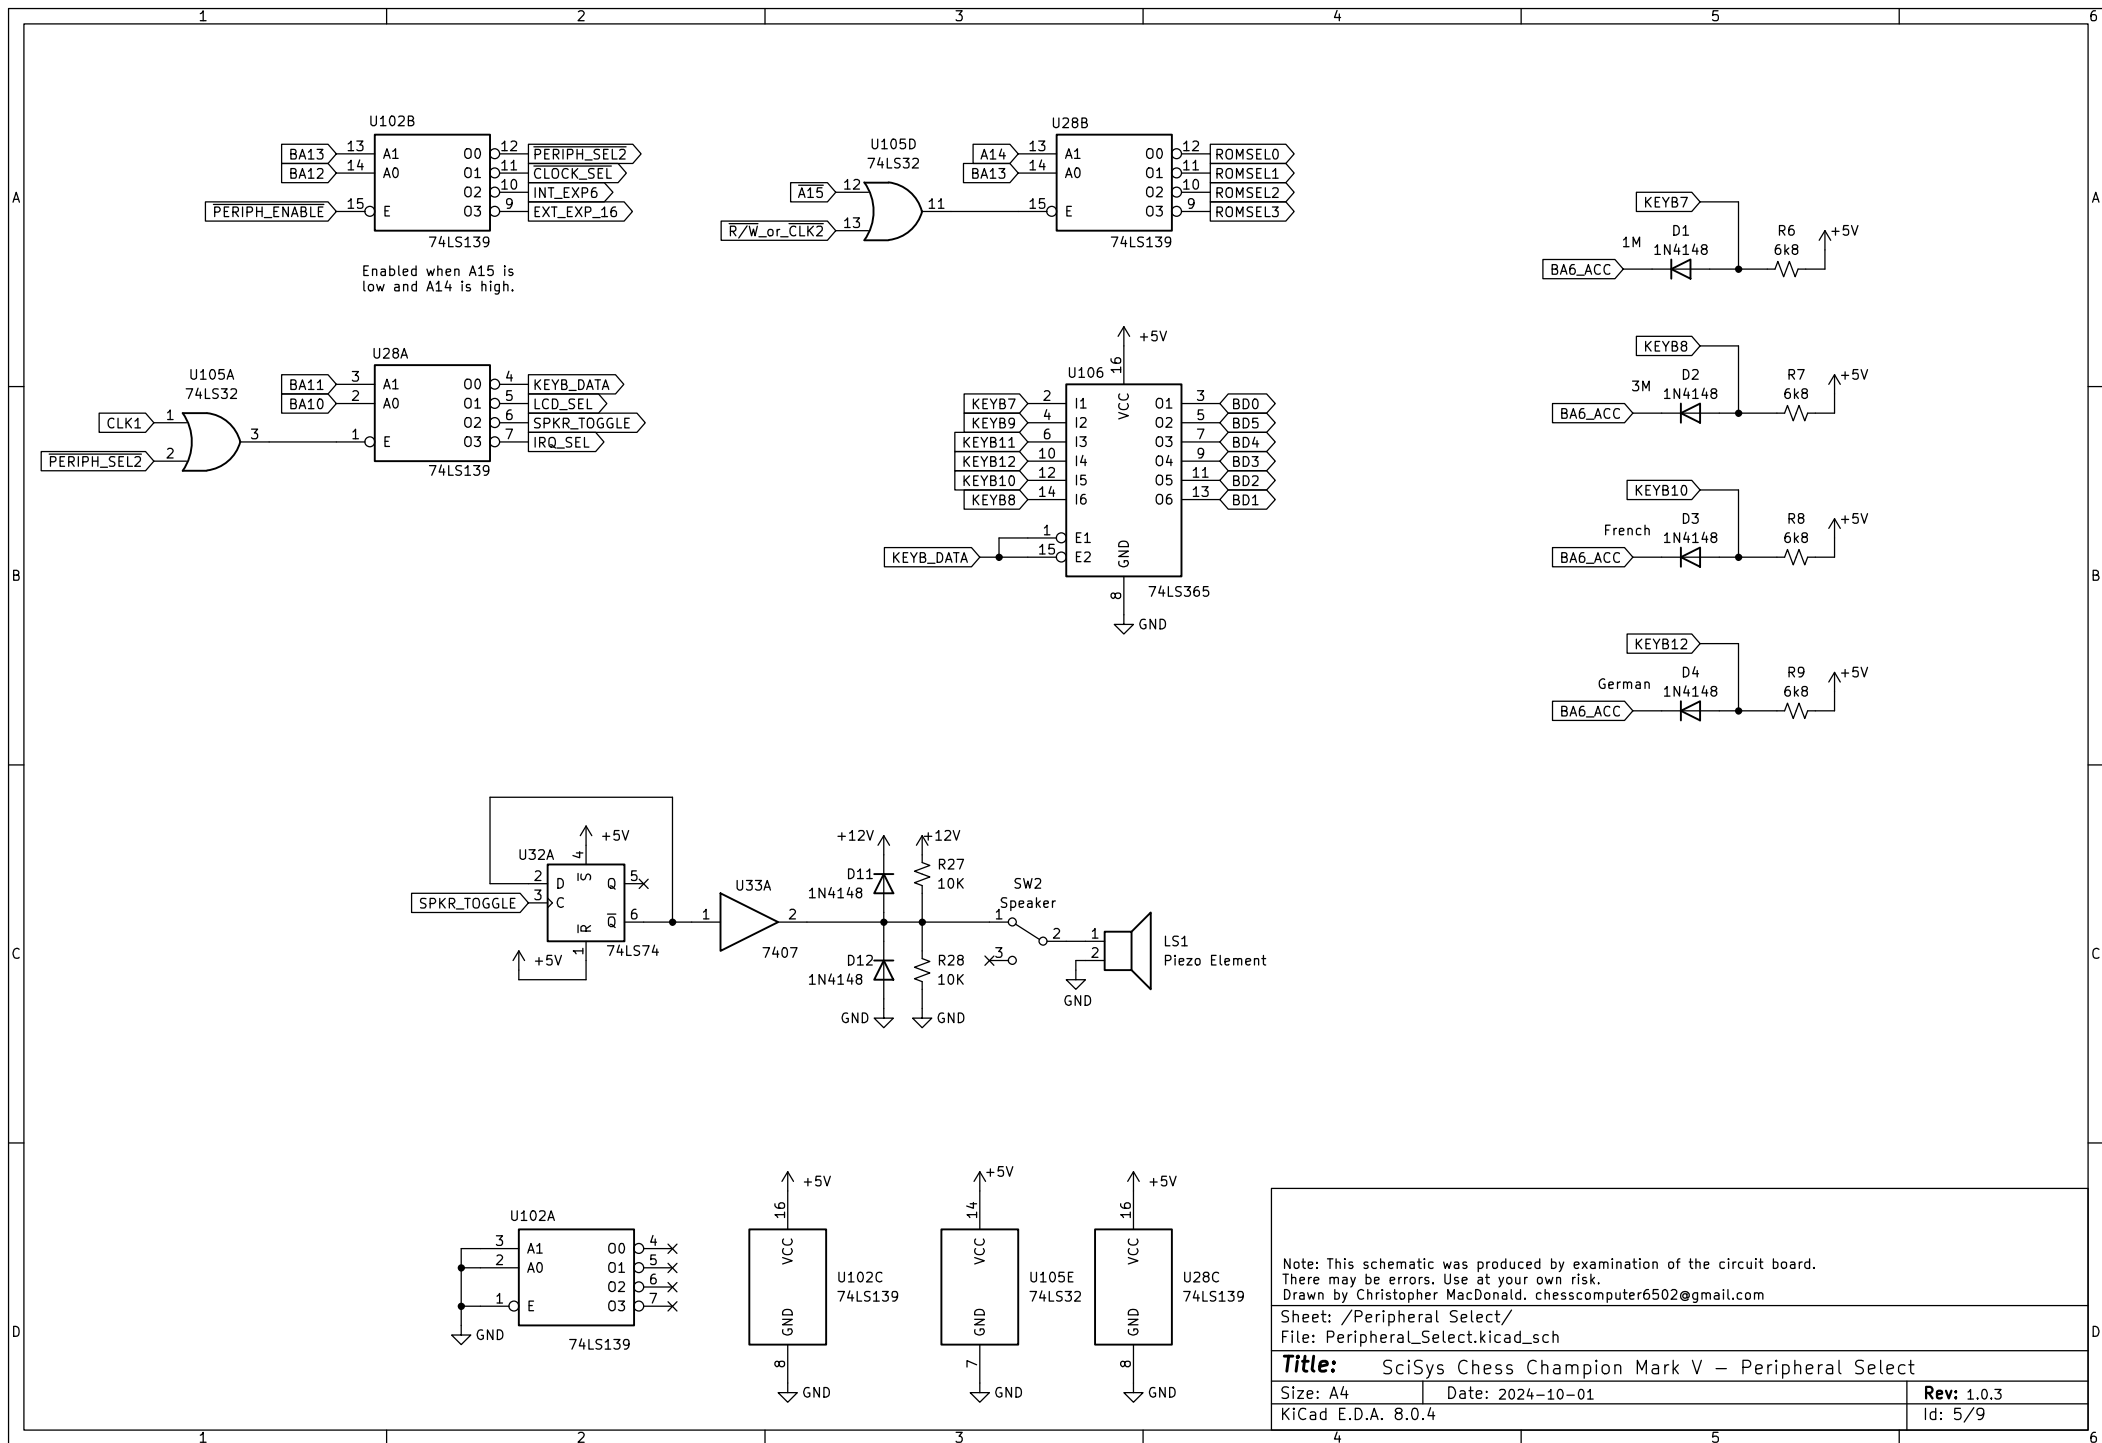 1 2 3 4 5 6
A
B
C
D
U102B
BA13 13 A1 O0 12 PERIPH_SEL2
BA12 14 A0 O1 11 CLOCK_SEL
O2 10 INT_EXP6
PERIPH_ENABLE 15 E O3 9 EXT_EXP_16
74LS139
Enabled when A15 is
low and A14 is high.
U105D
74LS32
A15 12
11
R/W_or_CLK2 13
U28B
A14 13 A1 O0 12 ROMSEL0
BA13 14 A0 O1 11 ROMSEL1
O2 10 ROMSEL2
15 E O3 9 ROMSEL3
74LS139
KEYB7
1M
D1
1N4148
R6
6k8
+5V
BA6_ACC
U105A
74LS32
CLK1 1
3
PERIPH_SEL2 2
U28A
BA11 3 A1 O0 4 KEYB_DATA
BA10 2 A0 O1 5 LCD_SEL
O2 6 SPKR_TOGGLE
1 E O3 7 IRQ_SEL
74LS139
+5V
16
U106
VCC
KEYB7 2 I1 O1 3 BD0
KEYB9 4 I2 O2 5 BD5
KEYB11 6 I3 O3 7 BD4
KEYB12 10 I4 O4 9 BD3
KEYB10 12 I5 O5 11 BD2
KEYB8 14 I6 O6 13 BD1
1 E1
KEYB_DATA 15 E2
GND
74LS365
8
GND
KEYB8
3M
D2
1N4148
R7
6k8
+5V
BA6_ACC
KEYB10
French
D3
1N4148
R8
6k8
+5V
BA6_ACC
KEYB12
German
D4
1N4148
R9
6k8
+5V
BA6_ACC
U32A
+5V
4
2 D S Q 5
SPKR_TOGGLE 3 C
R Q 6
1
74LS74
+5V
U33A
1 2
7407
+12V
+12V
D11
1N4148
R27
10K
D12
1N4148
R28
10K
GND
GND
SW2
Speaker
1
2
3
1
2
LS1
Piezo Element
GND
U102A
3 A1 O0 4
2 A0 O1 5
O2 6
1 E O3 7
GND
74LS139
+5V
16
VCC
U102C
74LS139
GND
8
GND
+5V
14
VCC
U105E
74LS32
GND
7
GND
+5V
16
VCC
U28C
74LS139
GND
8
GND
Note: This schematic was produced by examination of the circuit board.
There may be errors. Use at your own risk.
Drawn by Christopher MacDonald. chesscomputer6502@gmail.com
Sheet: /Peripheral Select/
File: Peripheral_Select.kicad_sch
Title: SciSys Chess Champion Mark V – Peripheral Select
Size: A4 Date: 2024-10-01 Rev: 1.0.3
KiCad E.D.A. 8.0.4 Id: 5/9
A
B
C
D
1 2 3 4 5 6